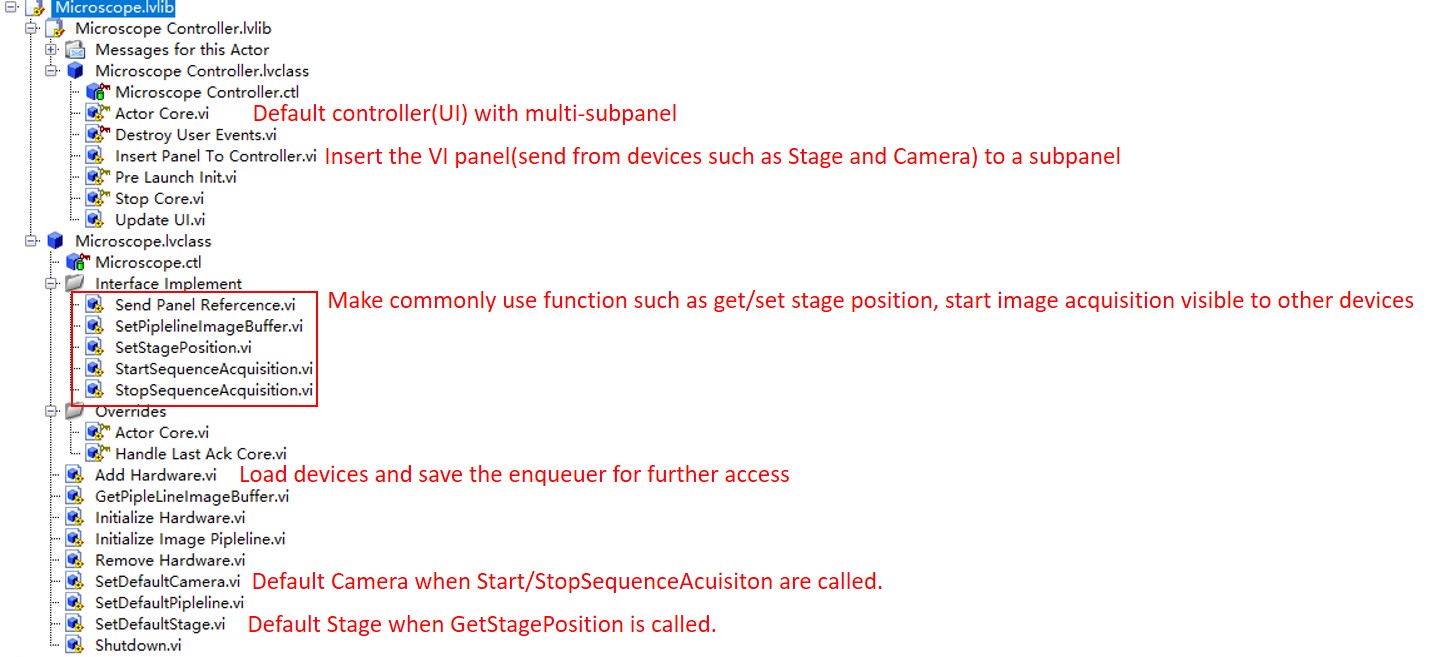 Microscope.lvlib
Microscope Controller.lvlib
Messages for this Actor
Microscope Controller.lvclass
Microscope Controller.ctl
Actor Core.vi Default controller(UI) with multi-subpanel
Destroy User Events.vi
Insert Panel To Controller.vi Insert the VI panel(send from devices such as Stage and Camera) to a subpanel
Pre Launch Init.vi
Stop Core.vi
Update UI.vi
Microscope.lvclass
Microscope.ctl
Interface Implement
Send Panel Refercence.vi Make commonly use function such as get/set stage position, start image acquisition visible to other devices
SetPiplelineImageBuffer.vi
SetStagePosition.vi
StartSequenceAcquisition.vi
StopSequenceAcquisition.vi
Overrides
Actor Core.vi
Handle Last Ack Core.vi
Add Hardware.vi Load devices and save the enqueuer for further access
GetPipleLineImageBuffer.vi
Initialize Hardware.vi
Initialize Image Pipleline.vi
Remove Hardware.vi
SetDefaultCamera.vi Default Camera when Start/StopSequenceAcuisiton are called.
SetDefaultPipleline.vi
SetDefaultStage.vi Default Stage when GetStagePosition is called.
Shutdown.vi